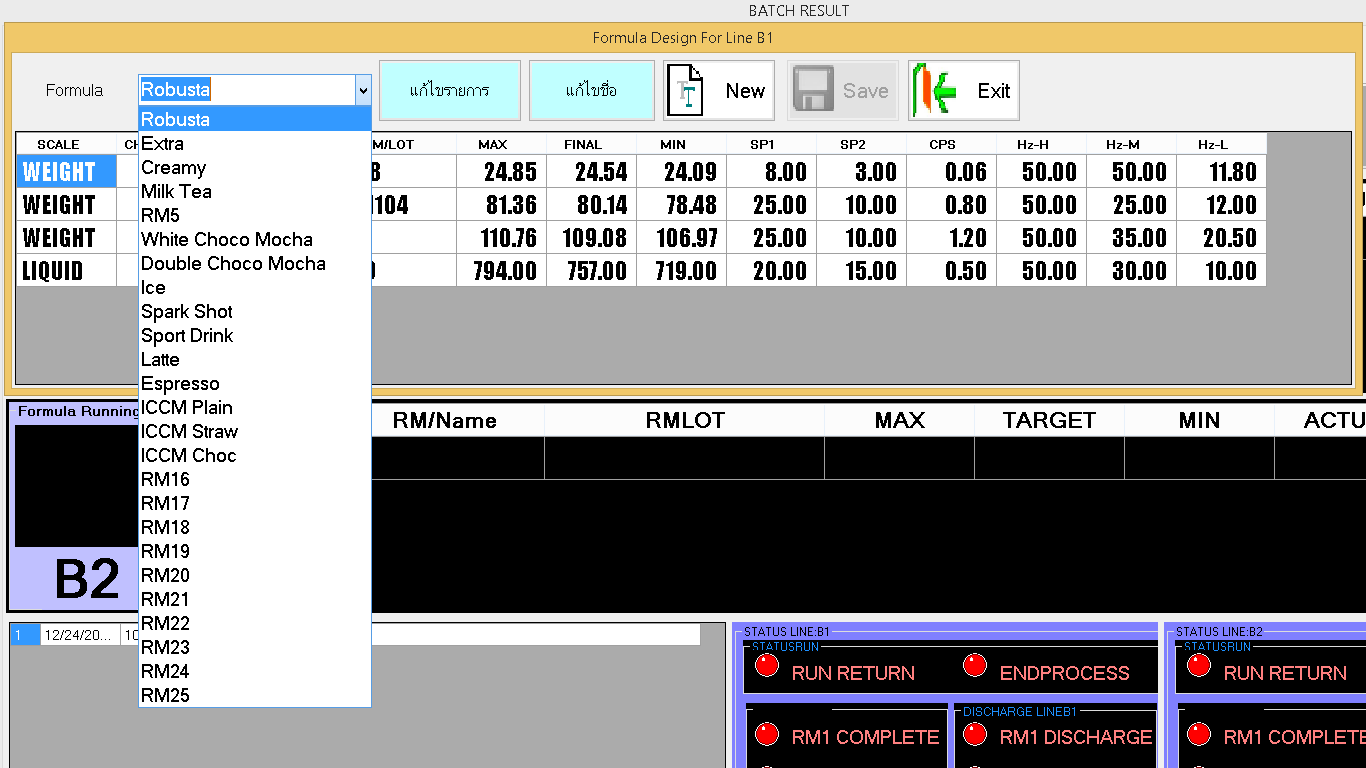 BATCH RESULT
Formula Design For Line B1
Formula Robusta แก้ไขรายการ แก้ไขชื่อ New Save Exit
Robusta
Extra
Creamy
Milk Tea
RM5
White Choco Mocha
Double Choco Mocha
Ice
Spark Shot
Sport Drink
Latte
Espresso
ICCM Plain
ICCM Straw
ICCM Choc
RM16
RM17
RM18
RM19
RM20
RM21
RM22
RM23
RM24
RM25
SCALE M/LOT MAX FINAL MIN SP1 SP2 CPS Hz-H Hz-M Hz-L
WEIGHT 24.85 24.54 24.09 8.00 3.00 0.06 50.00 50.00 11.80
WEIGHT 104 81.36 80.14 78.48 25.00 10.00 0.80 50.00 25.00 12.00
WEIGHT 110.76 109.08 106.97 25.00 10.00 1.20 50.00 35.00 20.50
LIQUID 794.00 757.00 719.00 20.00 15.00 0.50 50.00 30.00 10.00
Formula Running
B2
RM/Name RMLOT MAX TARGET MIN ACTU
1 12/24/20... 10
STATUS LINE:B1
STATUSRUN
RUN RETURN ENDPROCESS
DISCHARGE LINEB1
RM1 COMPLETE RM1 DISCHARGE
STATUS LINE:B2
STATUSRUN
RUN RETURN
RM1 COMPLETE